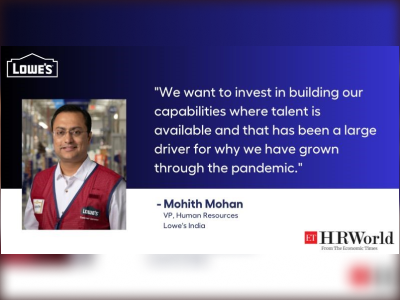 LOWE'S
"We want to invest in building our
capabilities where talent is
available and that has been a large
driver for why we have grown
through the pandemic."
LOWE'S
- Mohith Mohan
VP, Human Resources
Lowe's India
ET HRWorld
From The Economic Times